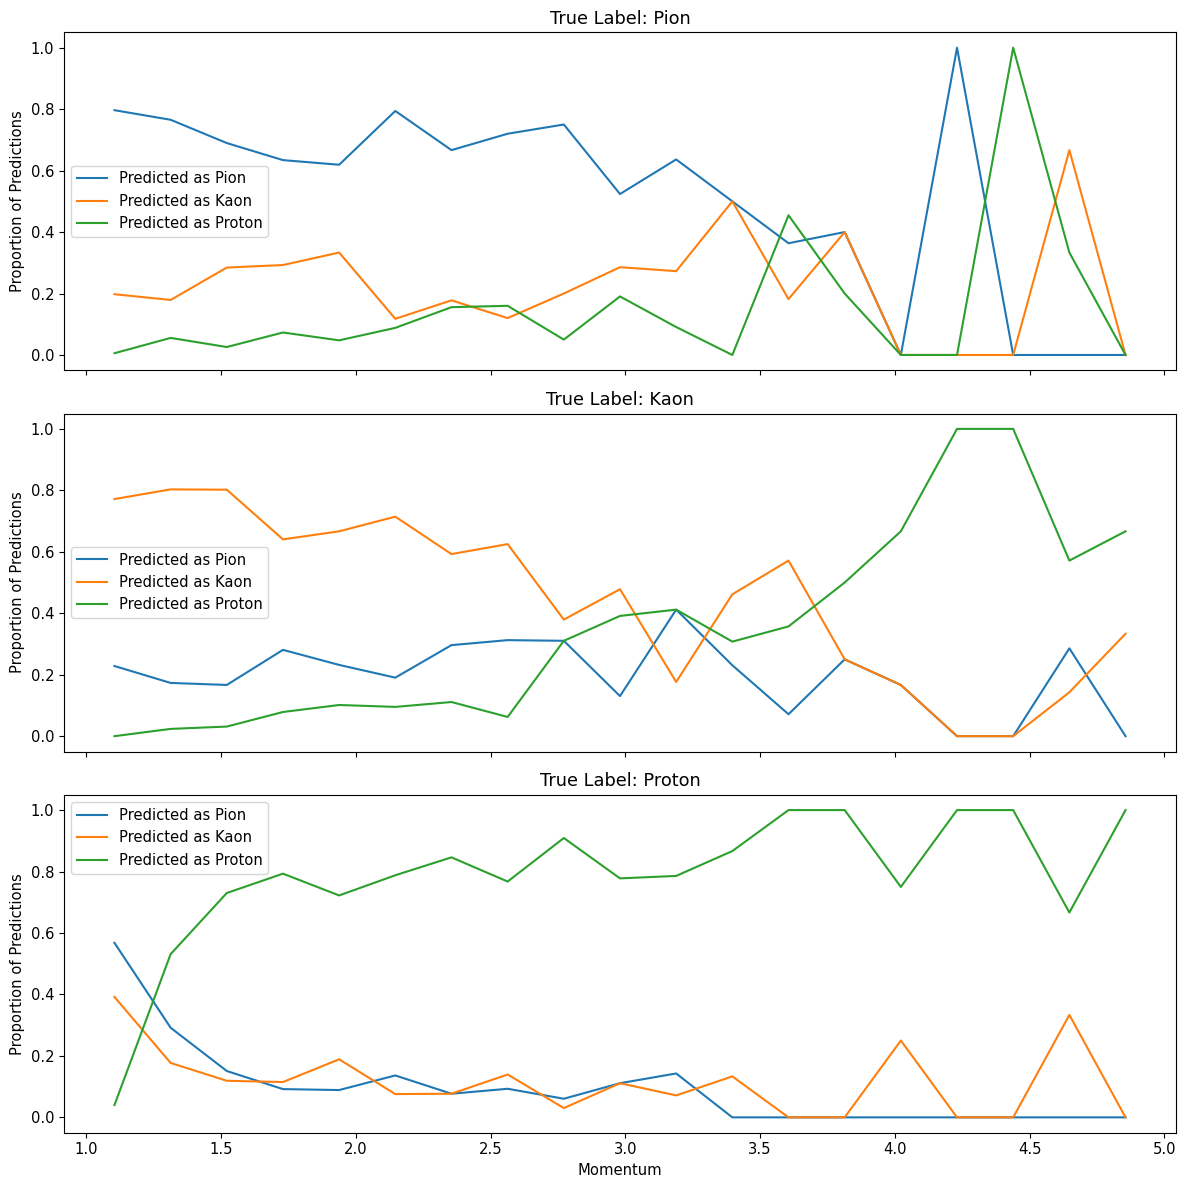 True Label: Pion
Proportion of Predictions
1.0
0.8
0.6
0.4
0.2
0.0
Predicted as Pion
Predicted as Kaon
Predicted as Proton
True Label: Kaon
Proportion of Predictions
1.0
0.8
0.6
0.4
0.2
0.0
Predicted as Pion
Predicted as Kaon
Predicted as Proton
True Label: Proton
Proportion of Predictions
1.0
0.8
0.6
0.4
0.2
0.0
Predicted as Pion
Predicted as Kaon
Predicted as Proton
1.0 1.5 2.0 2.5 3.0 3.5 4.0 4.5 5.0
Momentum